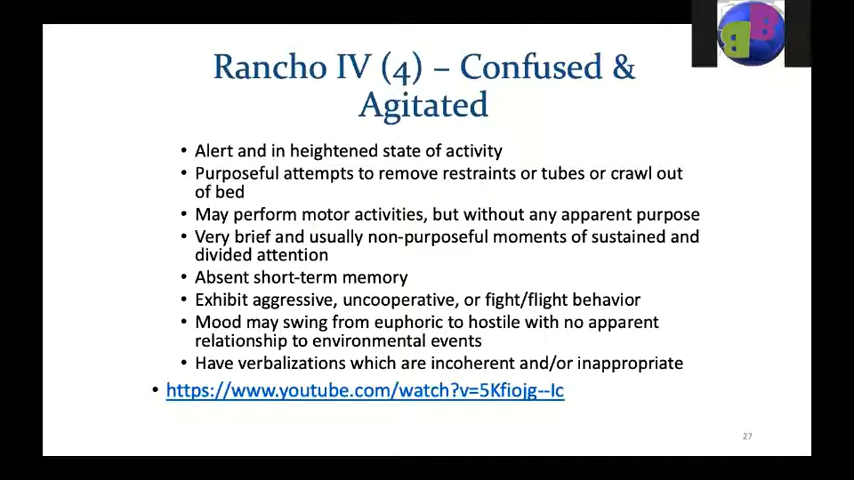 Rancho IV (4) – Confused &
Agitated
• Alert and in heightened state of activity
• Purposeful attempts to remove restraints or tubes or crawl out
of bed
• May perform motor activities, but without any apparent purpose
• Very brief and usually non-purposeful moments of sustained and
divided attention
• Absent short-term memory
• Exhibit aggressive, uncooperative, or fight/flight behavior
• Mood may swing from euphoric to hostile with no apparent
relationship to environmental events
• Have verbalizations which are incoherent and/or inappropriate
• https://www.youtube.com/watch?v=5Kfiojg--Ic
27
B B